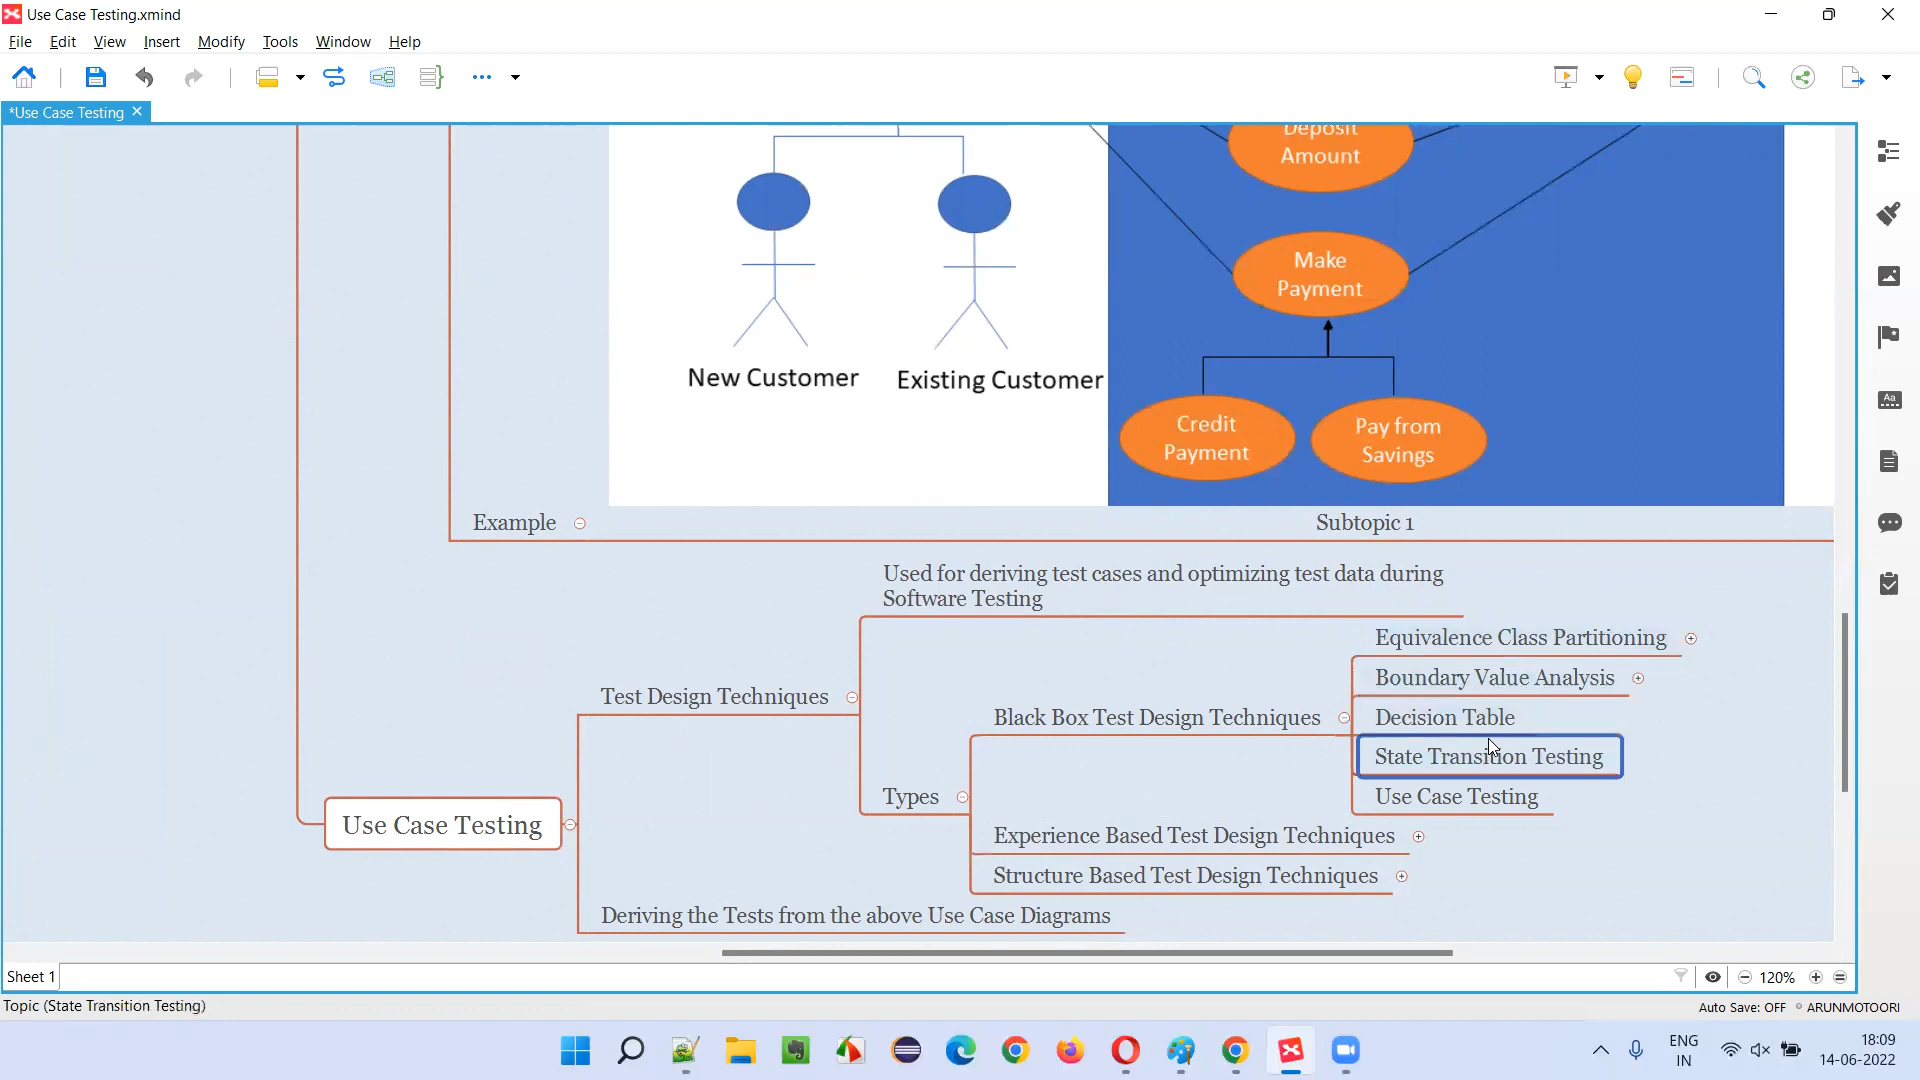 Use Case Testing.xmind
File Edit View Insert Modify Tools Window Help
*Use Case Testing
Deposit
Amount
Make
Payment
New Customer
Existing Customer
Credit
Payment
Pay from
Savings
Example
Subtopic 1
Used for deriving test cases and optimizing test data during
Software Testing
Equivalence Class Partitioning
Boundary Value Analysis
Test Design Techniques
Black Box Test Design Techniques
Decision Table
State Transition Testing
Types
Use Case Testing
Use Case Testing
Experience Based Test Design Techniques
Structure Based Test Design Techniques
Deriving the Tests from the above Use Case Diagrams
Sheet 1
120%
Topic (State Transition Testing)
Auto Save: OFF
ARUNMOTOORI
ENG
IN
18:09
14-06-2022